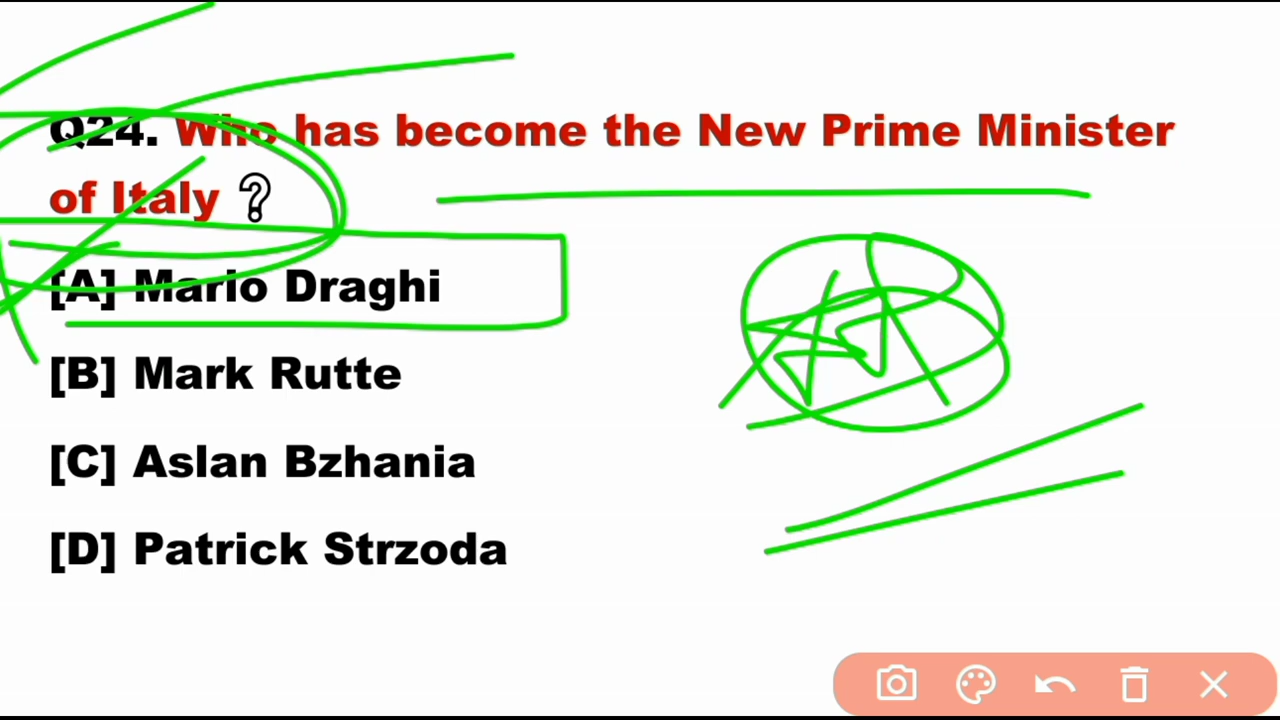 Q24. Who has become the New Prime Minister
of Italy ?
[A] Mario Draghi
[B] Mark Rutte
[C] Aslan Bzhania
[D] Patrick Strzoda